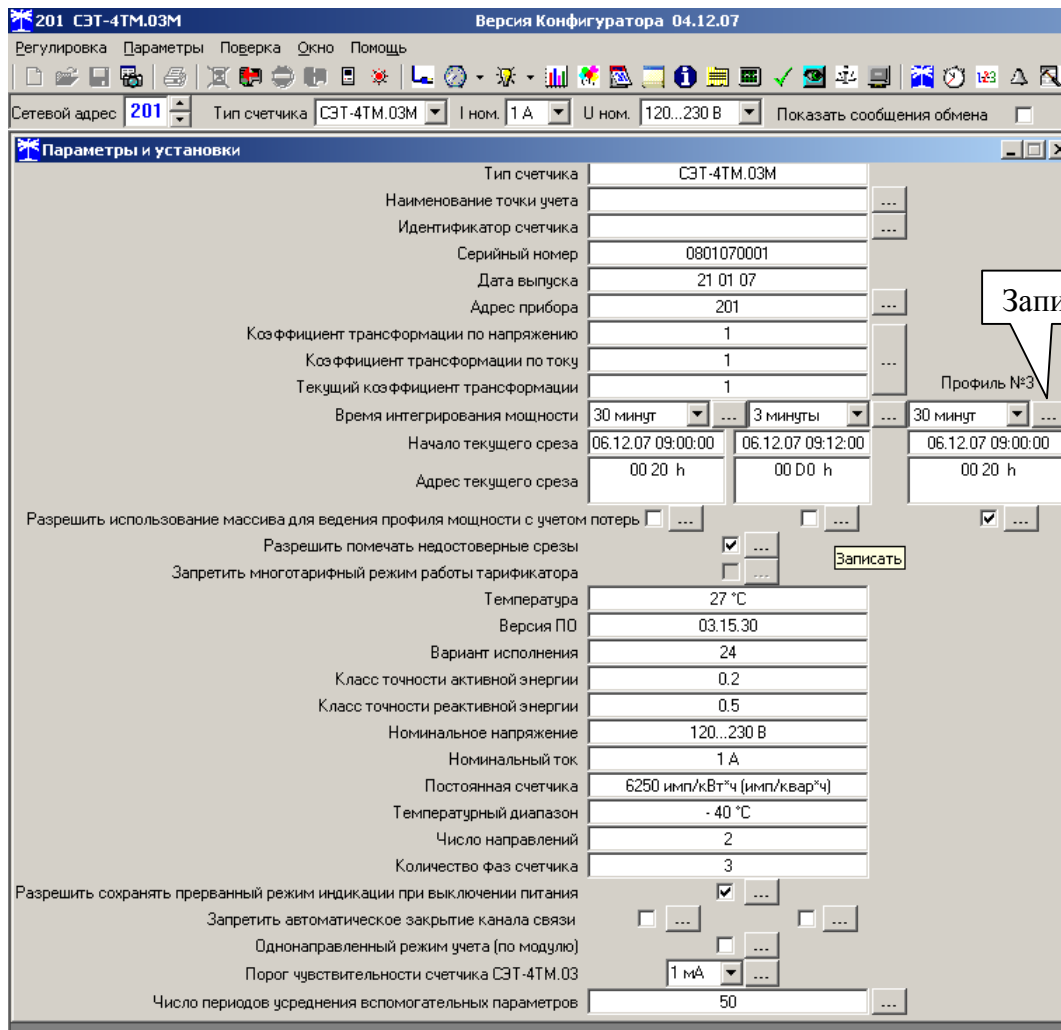 201 СЭТ-4ТМ.03М Версия Конфигуратора 04.12.07
Регулировка Параметры Поверка Окно Помощь
Сетевой адрес 201 Тип счетчика СЭТ-4ТМ.03М I ном. 1 А U ном. 120...230 В Показать сообщения обмена
Параметры и установки
Тип счетчика СЭТ-4ТМ.03М
Наименование точки учета ...
Идентификатор счетчика ...
Серийный номер 0801070001
Дата выпуска 21 01 07
Адрес прибора 201 ...
Запи
Коэффициент трансформации по напряжению 1
Коэффициент трансформации по току 1 ...
Текущий коэффициент трансформации 1 Профиль №3
Время интегрирования мощности 30 минут ... 3 минуты ... 30 минут ...
Начало текущего среза 06.12.07 09:00:00 06.12.07 09:12:00 06.12.07 09:00:00
Адрес текущего среза 00 20 h 00 D0 h 00 20 h
Разрешить использование массива для ведения профиля мощности с учетом потерь ... ... ...
Разрешить помечать недостоверные срезы ...
Записать
Запретить многотарифный режим работы тарификатора ...
Температура 27 °C
Версия ПО 03.15.30
Вариант исполнения 24
Класс точности активной энергии 0.2
Класс точности реактивной энергии 0.5
Номинальное напряжение 120...230 В
Номинальный ток 1 А
Постоянная счетчика 6250 имп/кВт*ч (имп/квар*ч)
Температурный диапазон - 40 °C
Число направлений 2
Количество фаз счетчика 3
Разрешить сохранять прерванный режим индикации при выключении питания ...
Запретить автоматическое закрытие канала связи ... ...
Однонаправленный режим учета (по модулю) ...
Порог чувствительности счетчика СЭТ-4ТМ.03 1 мА ...
Число периодов усреднения вспомогательных параметров 50 ...